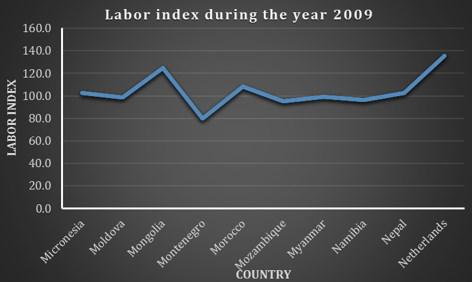 Labor index during the year 2009
160.0
140.0
120.0
100.0
80.0
60.0
40.0
20.0
0.0
LABOR INDEX
Micronesia
Moldova
Mongolia
Montenegro
Morocco
Mozambique
Myanmar
Namibia
Nepal
Netherlands
COUNTRY